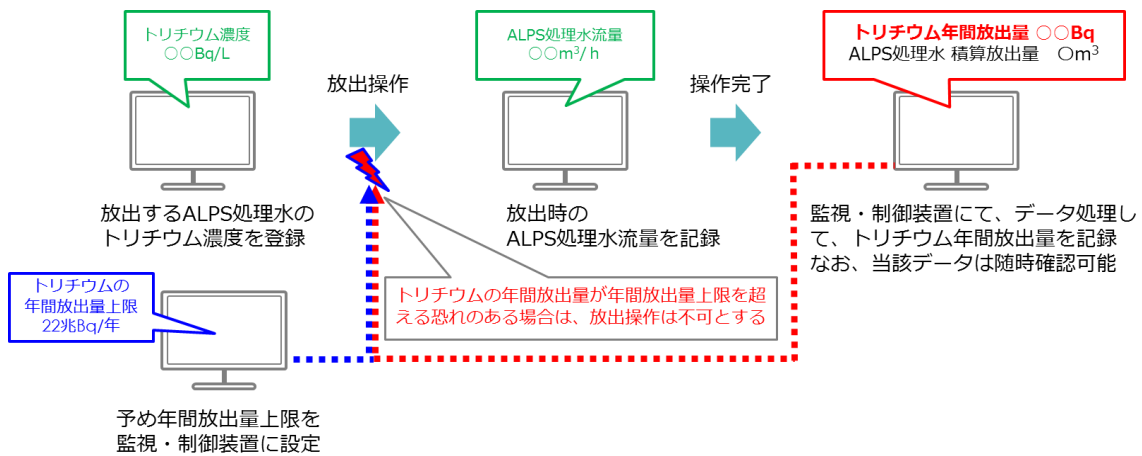 トリチウム濃度
○○Bq/L
放出操作
ALPS処理水流量
○○m³/ h
操作完了
トリチウム年間放出量 ○○Bq
ALPS処理水 積算放出量　○m³
放出するALPS処理水の
トリチウム濃度を登録
放出時の
ALPS処理水流量を記録
監視・制御装置にて、データ処理し
て、トリチウム年間放出量を記録
なお、当該データは随時確認可能
トリチウムの
年間放出量上限
22兆Bq/年
トリチウムの年間放出量が年間放出量上限を超
える恐れのある場合は、放出操作は不可とする
予め年間放出量上限を
監視・制御装置に設定